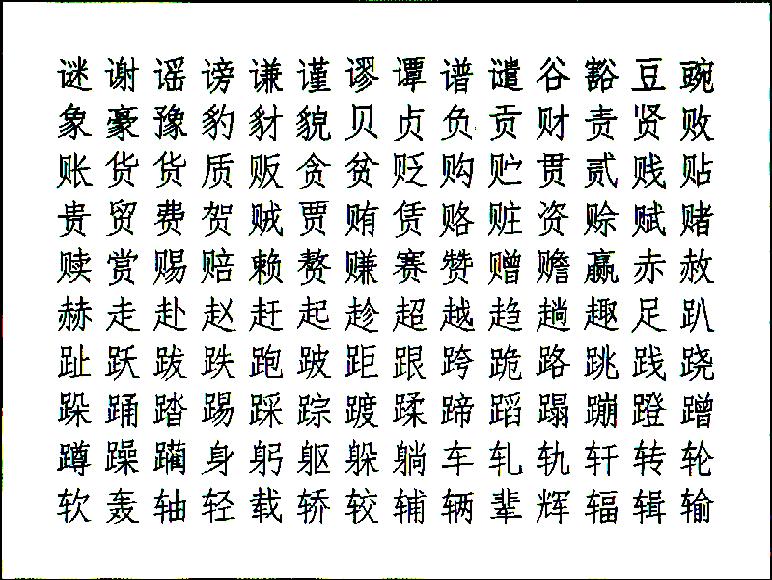 谜谢谣谤谦谨谬谭谱谴谷豁豆豌
象豪豫豹豺貌贝贞负贡财责贤败
账货货质贩贪贫贬购贮贯贰贱贴
贵贸费贺贼贾贿赁赂赃资赊赋赌
赎赏赐赔赖赘赚赛赞赠赡赢赤赦
赫走赴赵赶起趁超越趋趟趣足趴
趾跃跋跌跑跛距跟跨跪路跳践跷
跺踊踏踢踩踪踱蹂蹄蹈蹋蹦蹬蹭
蹲躁躏身躬躯躲躺车轧轨轩转轮
软轰轴轻载轿较辅辆辈辉辐辑输